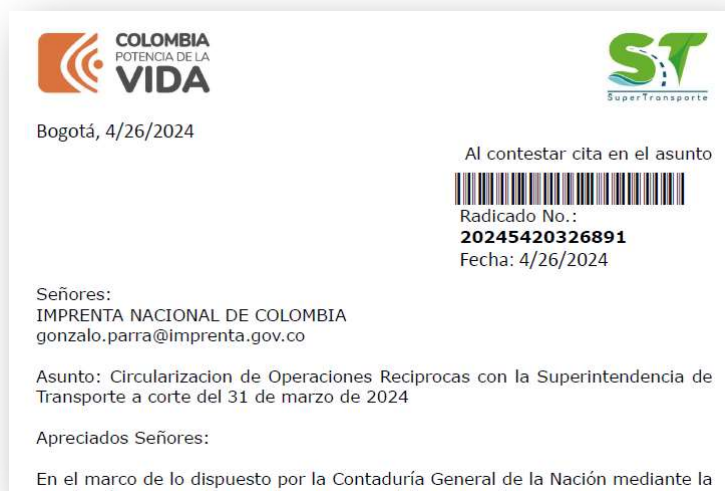 COLOMBIA
POTENCIA DE LA
VIDA
ST
SuperTransporte
Bogotá, 4/26/2024
Al contestar cita en el asunto
Radicado No.:
20245420326891
Fecha: 4/26/2024
Señores:
IMPRENTA NACIONAL DE COLOMBIA
gonzalo.parra@imprenta.gov.co
Asunto: Circularizacion de Operaciones Reciprocas con la Superintendencia de
Transporte a corte del 31 de marzo de 2024
Apreciados Señores:
En el marco de lo dispuesto por la Contaduría General de la Nación mediante la